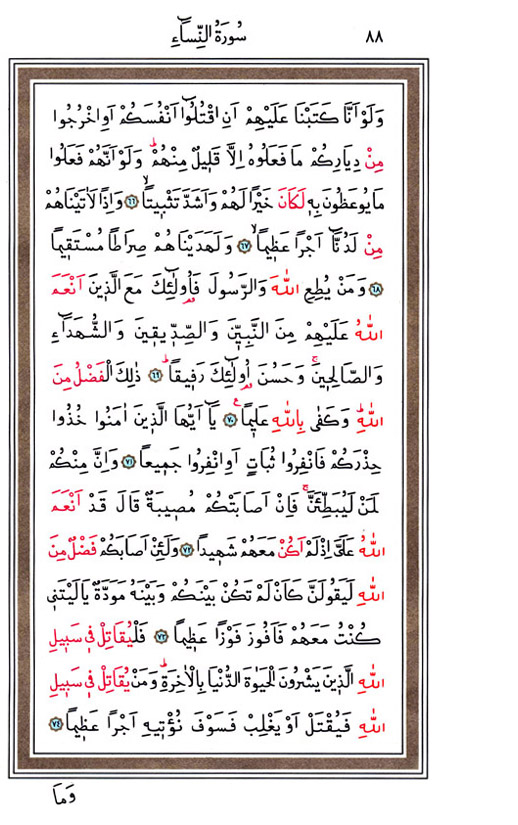 ٨٨ سُورَةُ النِّسَٓاءِ
وَلَوْ اَنَّا كَتَبْنَا عَلَيْهِمْ اَنِ اقْتُلُٓوا اَنْفُسَكُمْ اَوِ اخْرُجُوا
مِنْ دِيَارِكُمْ مَا فَعَلُوهُ اِلَّا قَلٖيلٌ مِنْهُمْۜ وَلَوْ اَنَّهُمْ فَعَلُوا
مَا يُوعَظُونَ بِهٖ لَكَانَ خَيْرًا لَهُمْ وَاَشَدَّ تَثْبٖيتًاۙ ﴿٦٦﴾ وَاِذًا لَاٰتَيْنَاهُمْ
مِنْ لَدُنَّٓا اَجْرًا عَظٖيمًاۙ ﴿٦٧﴾ وَلَهَدَيْنَاهُمْ صِرَاطًا مُسْتَقٖيمًا
﴿٦٨﴾ وَمَنْ يُطِعِ اللّٰهَ وَالرَّسُولَ فَاُو۬لٰٓئِكَ مَعَ الَّذٖينَ اَنْعَمَ
اللّٰهُ عَلَيْهِمْ مِنَ النَّبِيّٖنَ وَالصِّدّٖيقٖينَ وَالشُّهَدَٓاءِ
وَالصَّالِحٖينَۚ وَحَسُنَ اُو۬لٰٓئِكَ رَفٖيقًاۜ ﴿٦٩﴾ ذٰلِكَ الْفَضْلُ مِنَ
اللّٰهِۜ وَكَفٰى بِاللّٰهِ عَلٖيمًاࣖ ﴿٧٠﴾ يَٓا اَيُّهَا الَّذٖينَ اٰمَنُوا خُذُوا
حِذْرَكُمْ فَانْفِرُوا ثُبَاتٍ اَوِ انْفِرُوا جَمٖيعًا ﴿٧١﴾ وَاِنَّ مِنْكُمْ
لَمَنْ لَيُبَطِّئَنَّۚ فَاِنْ اَصَابَتْكُمْ مُصٖيبَةٌ قَالَ قَدْ اَنْعَمَ
اللّٰهُ عَلَيَّ اِذْ لَمْ اَكُنْ مَعَهُمْ شَهٖيدًا ﴿٧٢﴾ وَلَئِنْ اَصَابَكُمْ فَضْلٌ مِنَ
اللّٰهِ لَيَقُولَنَّ كَاَنْ لَمْ تَكُنْ بَيْنَكُمْ وَبَيْنَهُ مَوَدَّةٌ يَا لَيْتَنٖي
كُنْتُ مَعَهُمْ فَاَفُوزَ فَوْزًا عَظٖيمًا ﴿٧٣﴾ فَلْيُقَاتِلْ فٖي سَبٖيلِ
اللّٰهِ الَّذٖينَ يَشْرُونَ الْحَيٰوةَ الدُّنْيَا بِالْاٰخِرَةِۜ وَمَنْ يُقَاتِلْ فٖي سَبٖيلِ
اللّٰهِ فَيُقْتَلْ اَوْ يَغْلِبْ فَسَوْفَ نُؤْتٖيهِ اَجْرًا عَظٖيمًا ﴿٧٤﴾
وَمَا